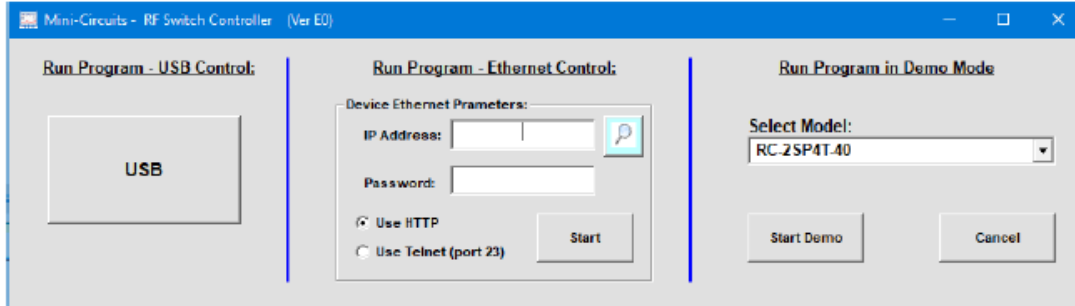 Mini-Circuits - RF Switch Controller (Ver E0)
Run Program - USB Control:
USB
Run Program - Ethernet Control:
Device Ethernet Prameters:
IP Address:
Password:
Use HTTP
Use Telnet (port 23)
Start
Run Program in Demo Mode
Select Model:
RC-2SP4T-40
Start Demo
Cancel